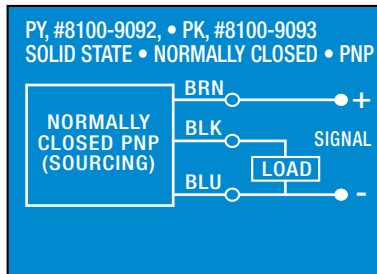 PY, #8100-9092, • PK, #8100-9093
SOLID STATE • NORMALLY CLOSED • PNP
BRN
+
NORMALLY
CLOSED PNP
(SOURCING)
BLK
SIGNAL
LOAD
BLU
-